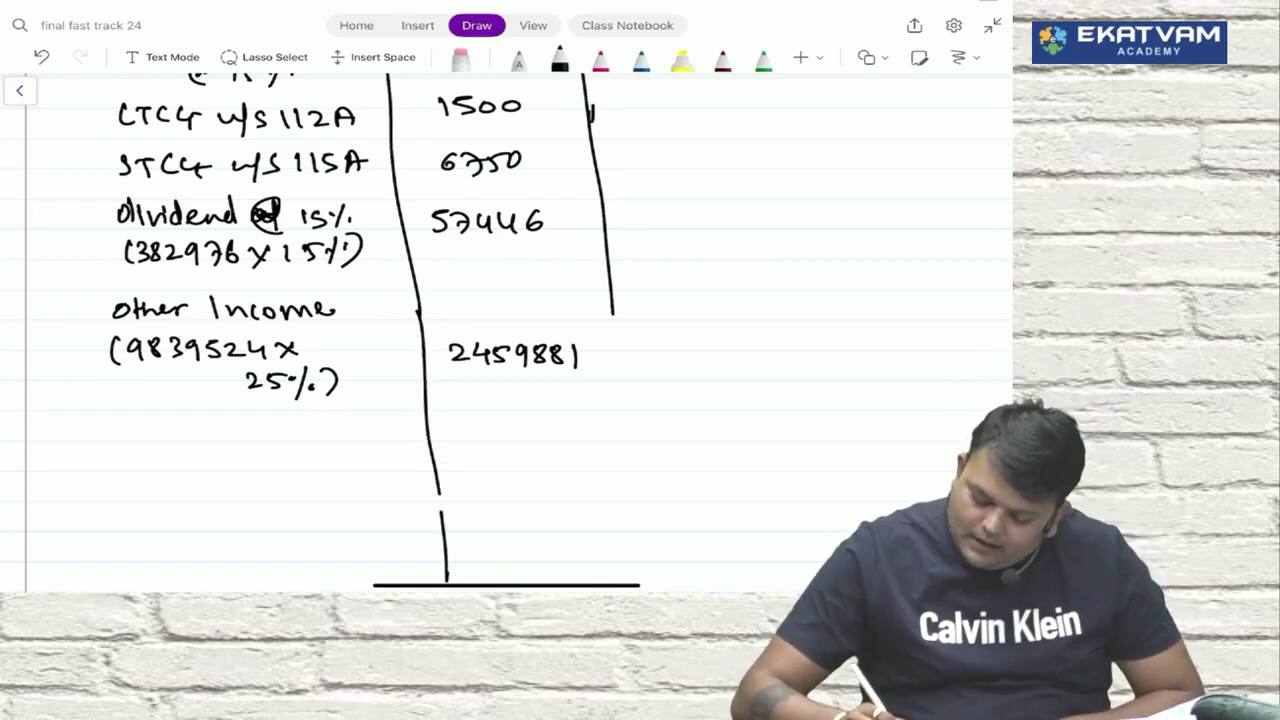 final fast track 24
Home Insert Draw View Class Notebook
Text Mode Lasso Select Insert Space
EKATVAM
ACADEMY
LTCG u/s 112A 1500
STCG u/s 115A 6750
dividend @ 15% 57446
(382976 x 15%)
Other Income
(9839524 x 2459881
25%)
Calvin Klein